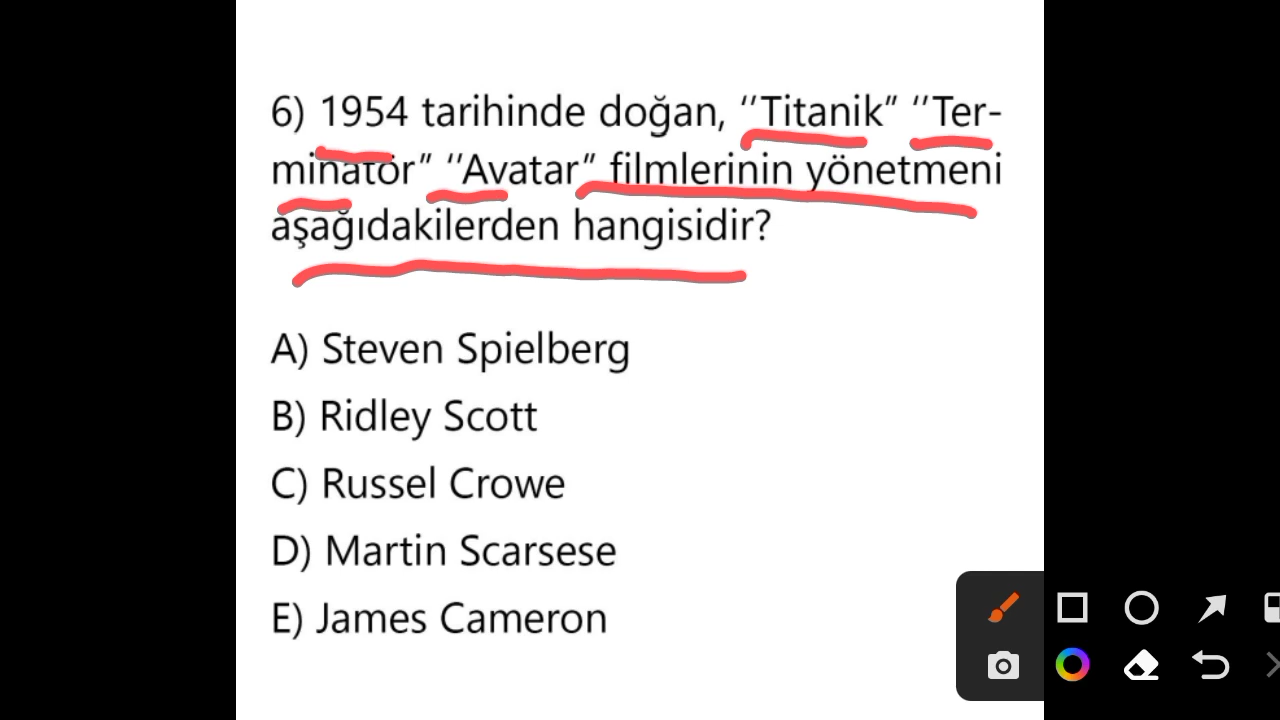 6) 1954 tarihinde doğan, ‘’Titanik” ‘’Ter-
minatör” ‘’Avatar” filmlerinin yönetmeni
aşağıdakilerden hangisidir?
A) Steven Spielberg
B) Ridley Scott
C) Russel Crowe
D) Martin Scarsese
E) James Cameron